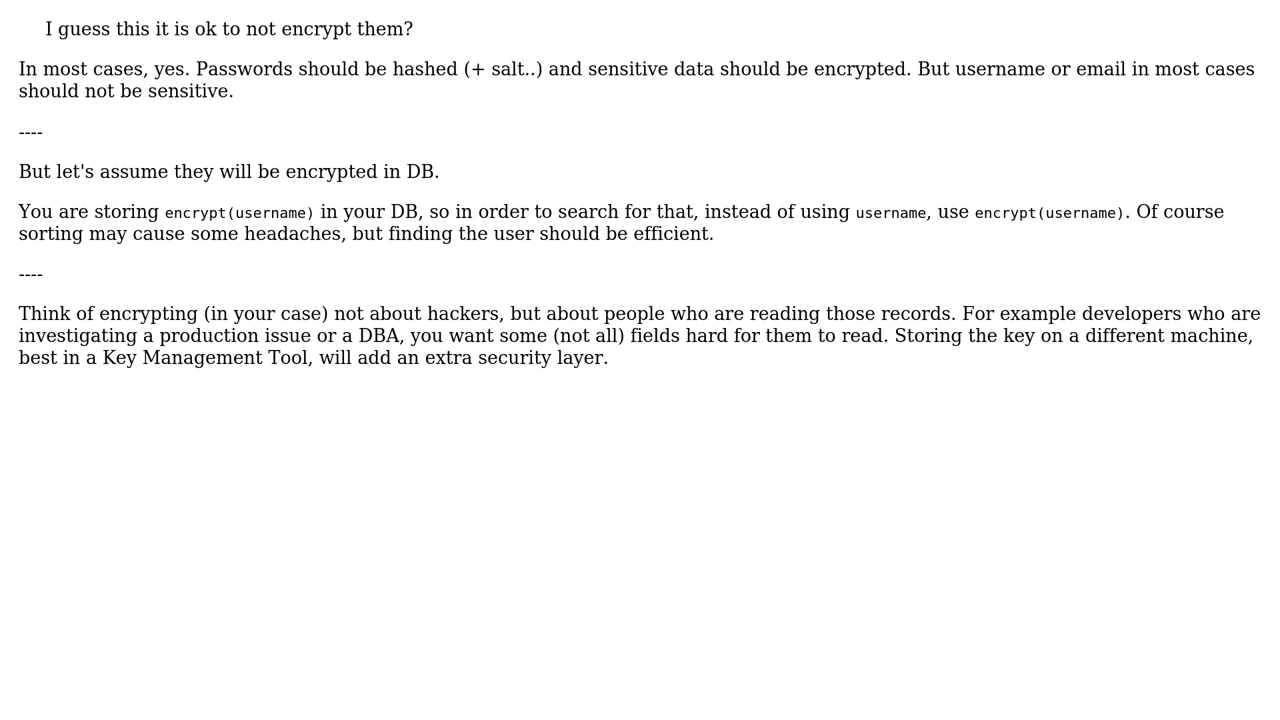 I guess this it is ok to not encrypt them?
In most cases, yes. Passwords should be hashed (+ salt..) and sensitive data should be encrypted. But username or email in most cases
should not be sensitive.
----
But let's assume they will be encrypted in DB.
You are storing encrypt(username) in your DB, so in order to search for that, instead of using username, use encrypt(username). Of course
sorting may cause some headaches, but finding the user should be efficient.
----
Think of encrypting (in your case) not about hackers, but about people who are reading those records. For example developers who are
investigating a production issue or a DBA, you want some (not all) fields hard for them to read. Storing the key on a different machine,
best in a Key Management Tool, will add an extra security layer.